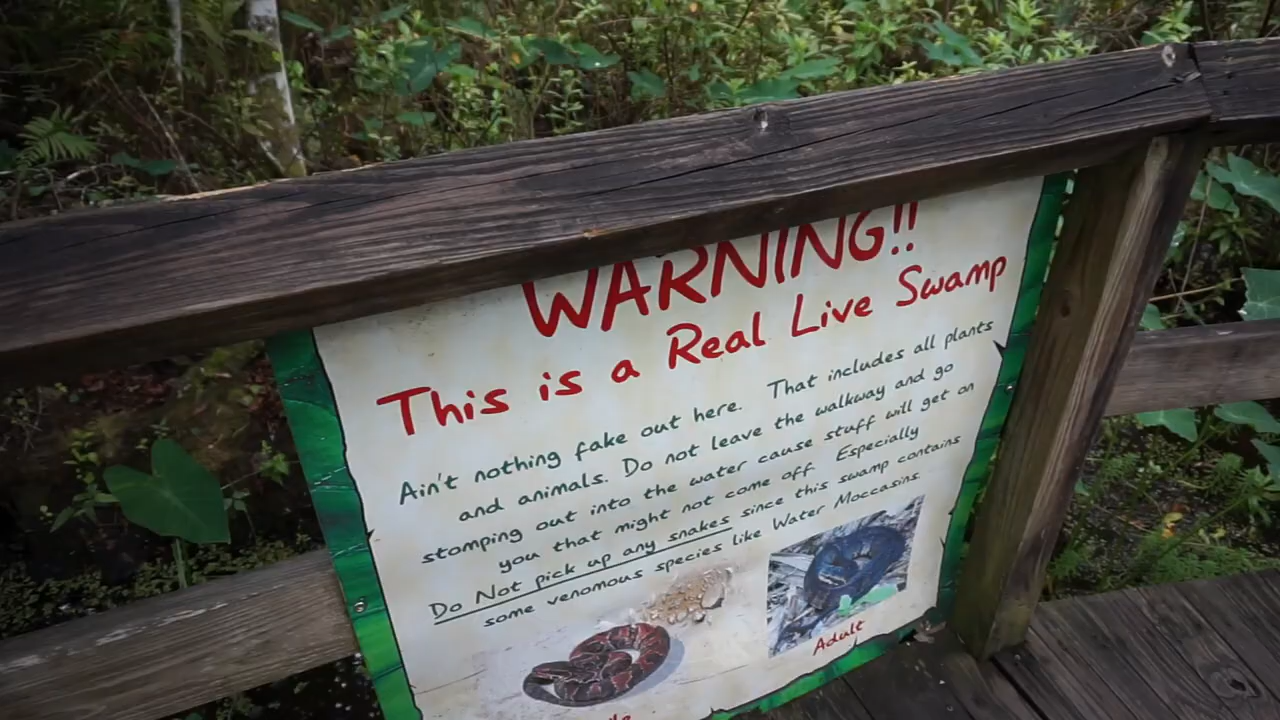 WARNING!!
This is a Real Live Swamp
Ain't nothing fake out here. That includes all plants
and animals. Do not leave the walkway and go
stomping out into the water cause stuff will get on
you that might not come off. Especially
Do Not pick up any snakes since this swamp contains
some venomous species like Water Moccasins.
Adult